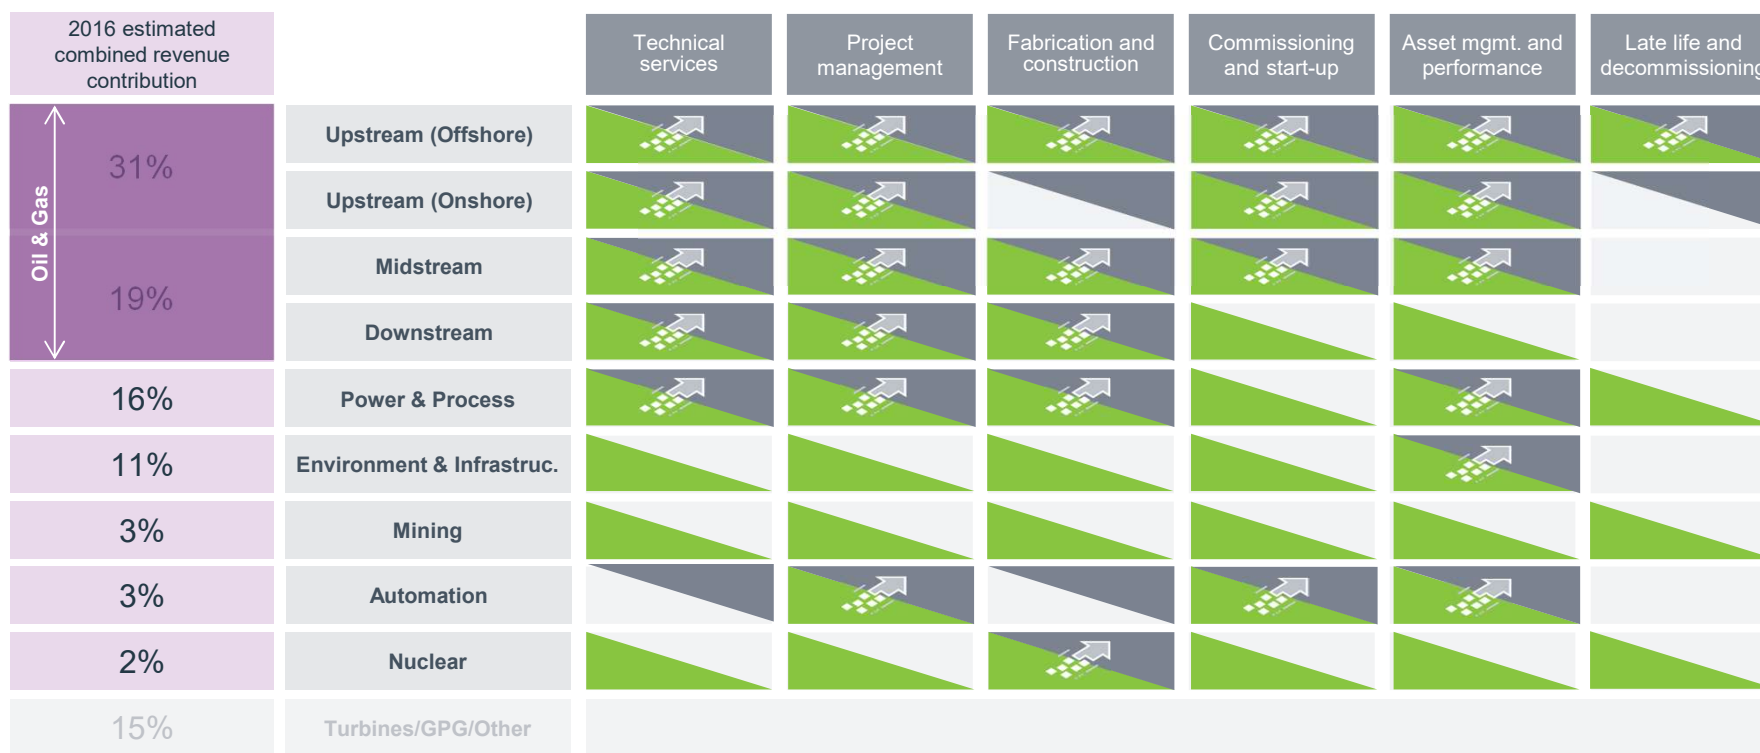 2016 estimated
combined revenue
contribution
Technical
services
Project
management
Fabrication and
construction
Commissioning
and start-up
Asset mgmt. and
performance
Late life and
decommissioning
Oil & Gas
31%
Upstream (Offshore)
Upstream (Onshore)
19%
Midstream
Downstream
16%
Power & Process
11%
Environment & Infrastruc.
3%
Mining
3%
Automation
2%
Nuclear
15%
Turbines/GPG/Other